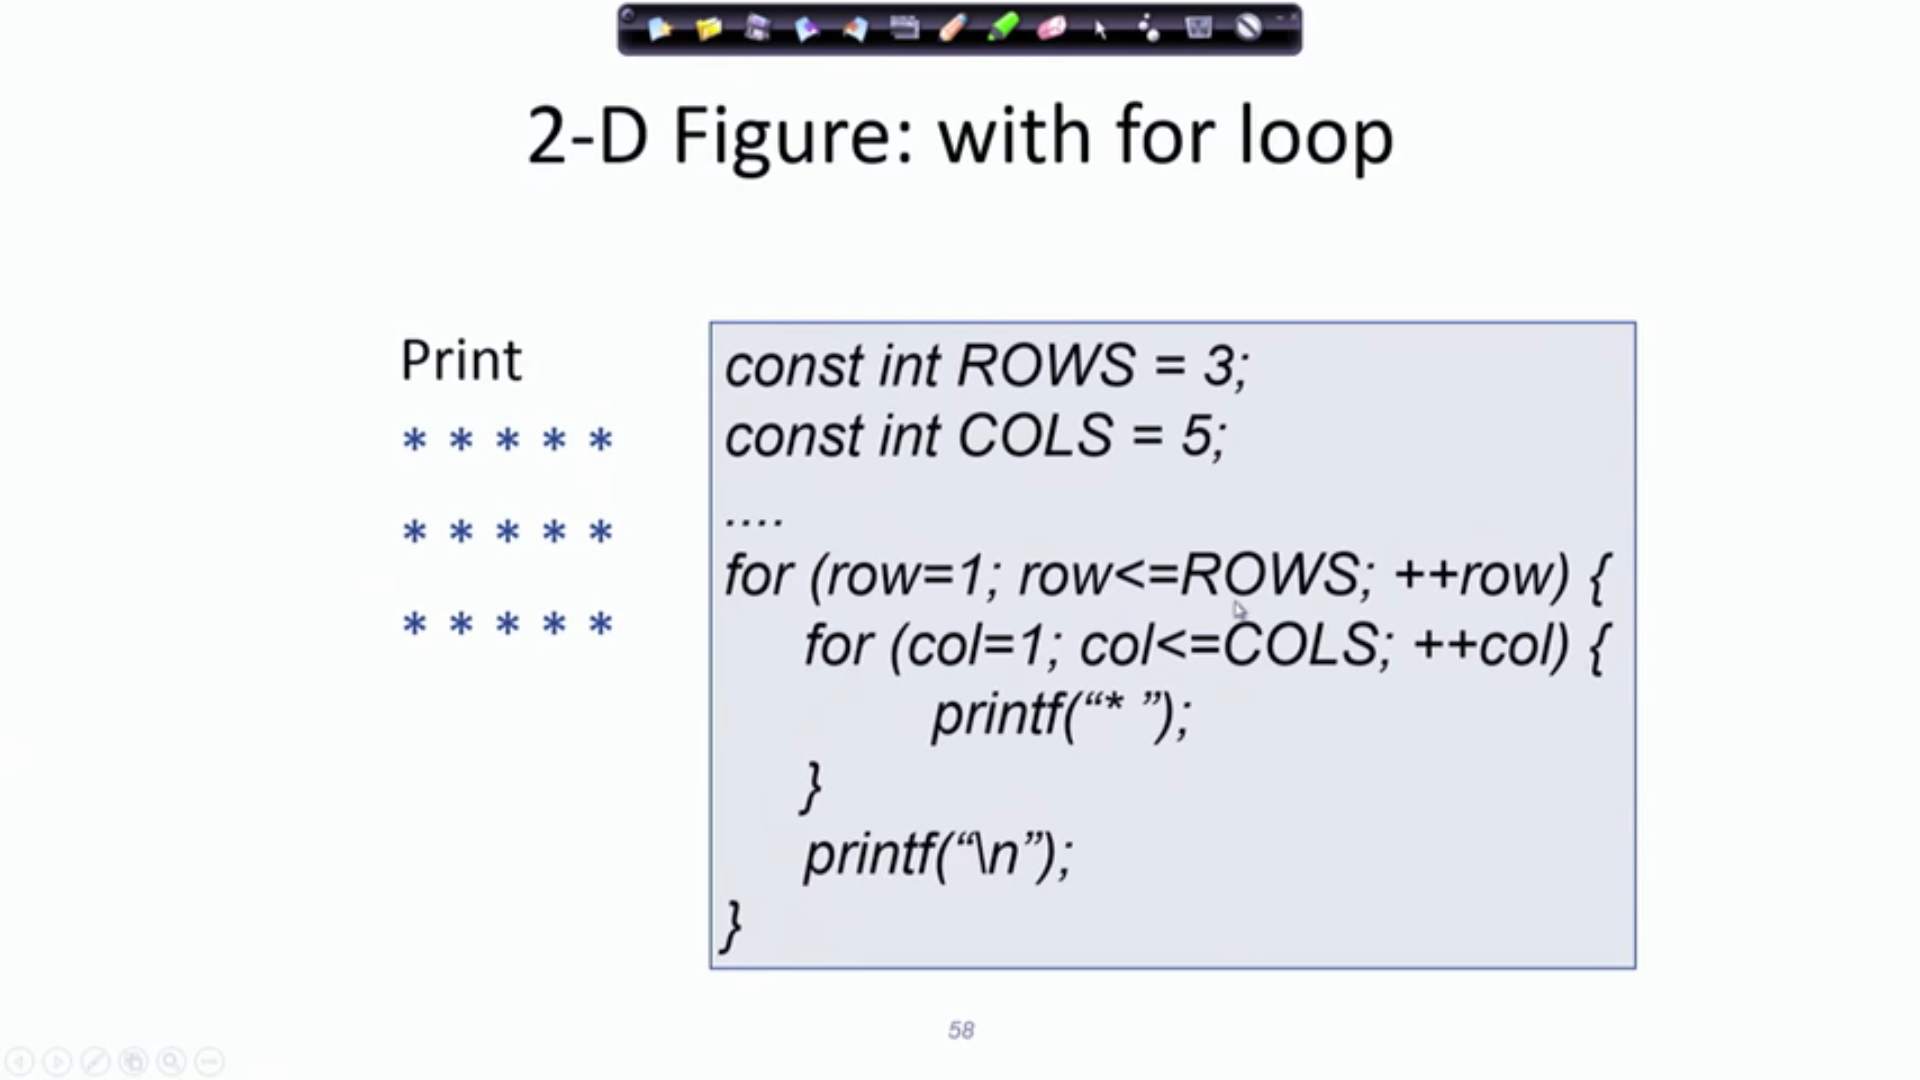 2-D Figure: with for loop
Print
* * * * *
* * * * *
* * * * *
const int ROWS = 3;
const int COLS = 5;
....
for (row=1; row<=ROWS; ++row) {
for (col=1; col<=COLS; ++col) {
printf(“* ”);
}
printf(“\n”);
}
58